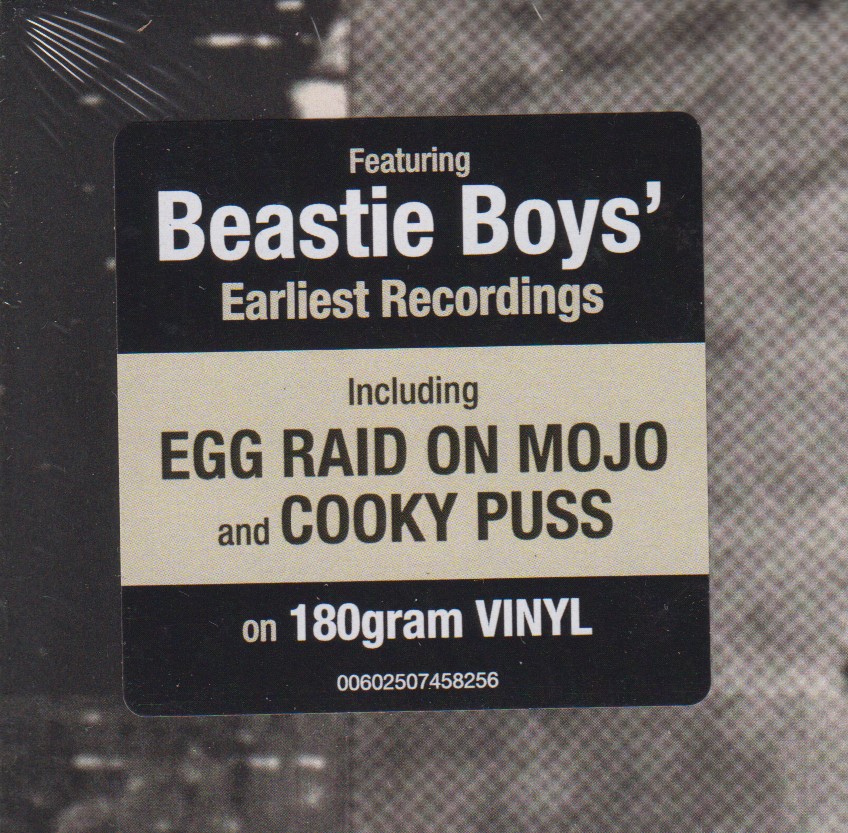 Featuring
Beastie Boys'
Earliest Recordings
Including
EGG RAID ON MOJO
and COOKY PUSS
on 180gram VINYL
00602507458256